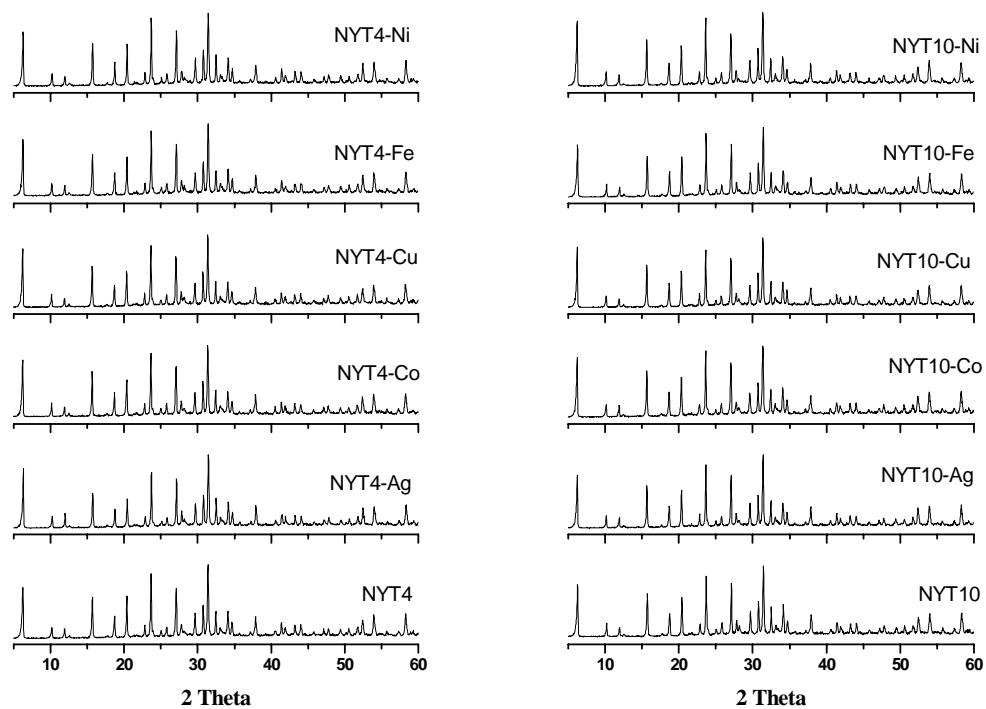 NYT4-Ni
NYT10-Ni
NYT4-Fe
NYT10-Fe
NYT4-Cu
NYT10-Cu
NYT4-Co
NYT10-Co
NYT4-Ag
NYT10-Ag
NYT4
NYT10
10 20 30 40 50 60
10 20 30 40 50 60
2 Theta
2 Theta